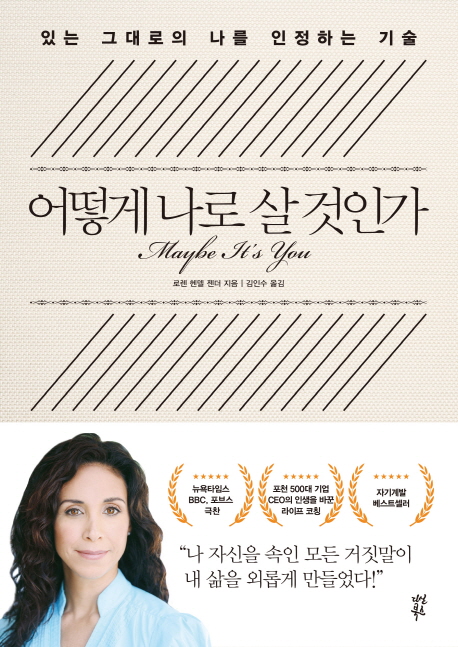 있는 그대로의 나를 인정하는 기술
어떻게 나로 살 것인가
Maybe It's You
로렌 헨델 젠더 지음 | 김인수 옮김
★★★★★
뉴욕타임스
BBC, 포브스
극찬
★★★★★
포천 500대 기업
CEO의 인생을 바꾼
라이프 코칭
★★★★★
자기계발
베스트셀러
“나 자신을 속인 모든 거짓말이
내 삶을 외롭게 만들었다!”
다산
북스